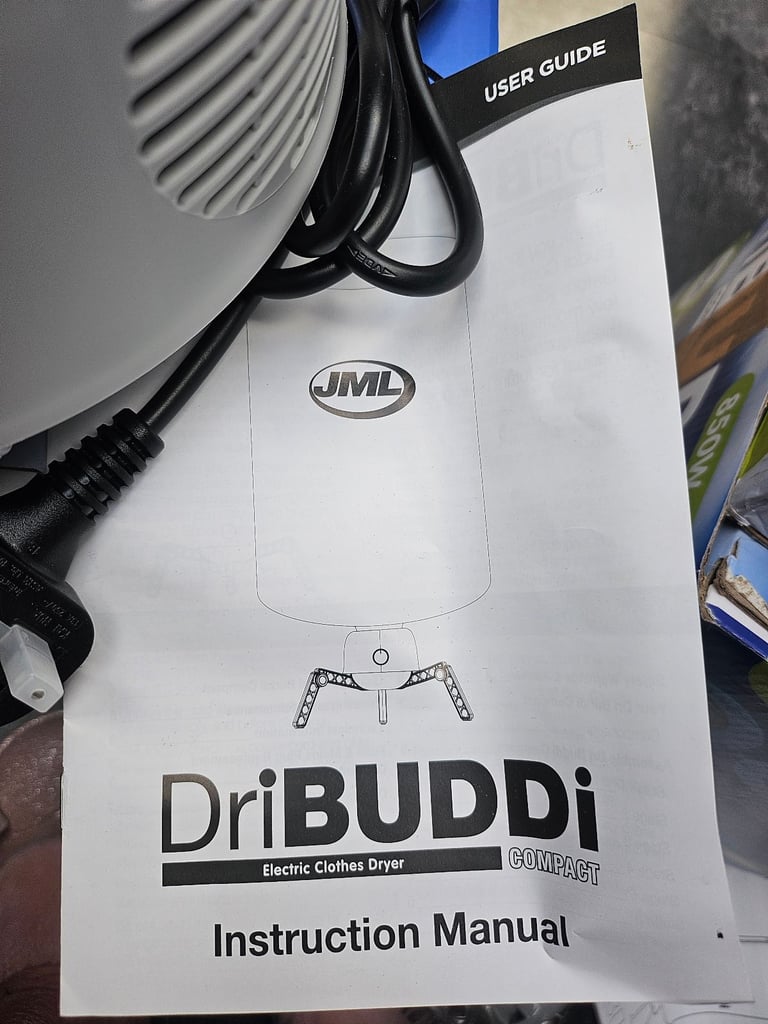 USER GUIDE
JML
850W
DriBUDDi
Electric Clothes Dryer
COMPACT
Instruction Manual